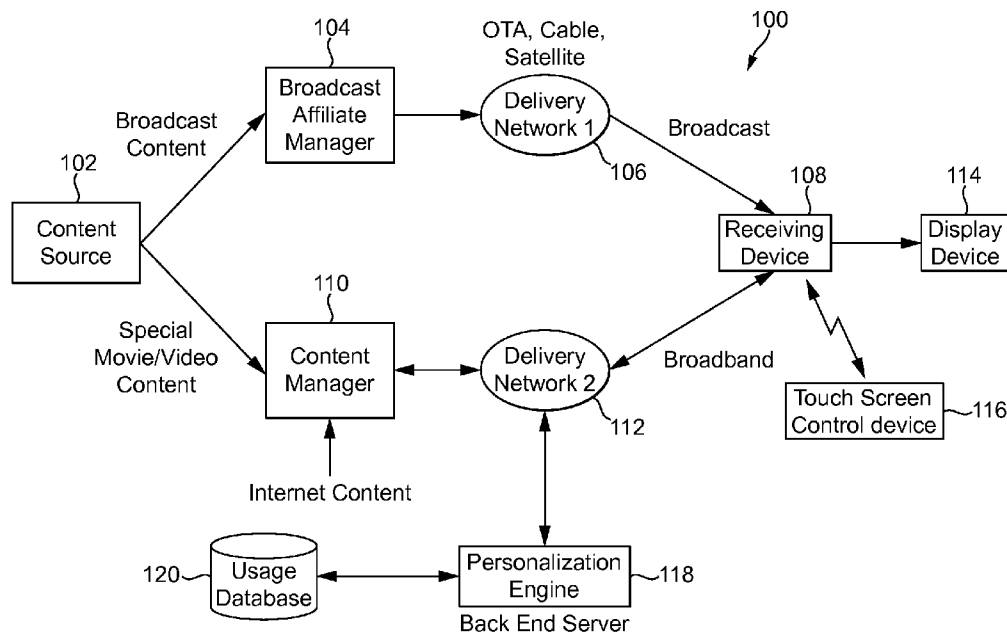 100
OTA, Cable,
Satellite
104
Broadcast
Affiliate
Manager
Delivery
Network 1
106
Broadcast
Content
Broadcast
102
Content
Source
108
Receiving
Device
114
Display
Device
110
Special
Movie/Video
Content
Content
Manager
Delivery
Network 2
112
Broadband
Touch Screen
Control device
116
Internet Content
120
Usage
Database
Personalization
Engine
118
Back End Server